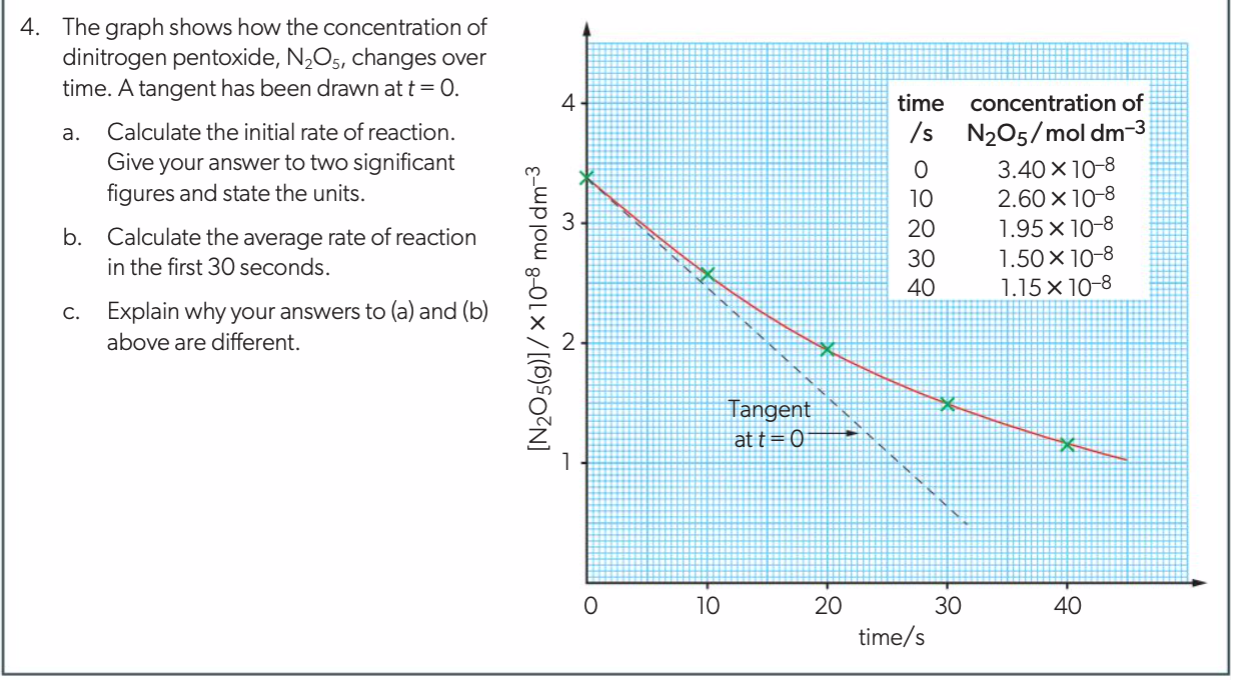 4. The graph shows how the concentration of
dinitrogen pentoxide, N₂O₅, changes over
time. A tangent has been drawn at t = 0.
a. Calculate the initial rate of reaction.
Give your answer to two significant
figures and state the units.
b. Calculate the average rate of reaction
in the first 30 seconds.
c. Explain why your answers to (a) and (b)
above are different.
[N₂O₅(g)] / × 10⁻⁸ mol dm⁻³
4
3
2
1
time concentration of
/s N₂O₅/mol dm⁻³
0 3.40 × 10⁻⁸
10 2.60 × 10⁻⁸
20 1.95 × 10⁻⁸
30 1.50 × 10⁻⁸
40 1.15 × 10⁻⁸
Tangent
at t = 0
0 10 20 30 40
time/s